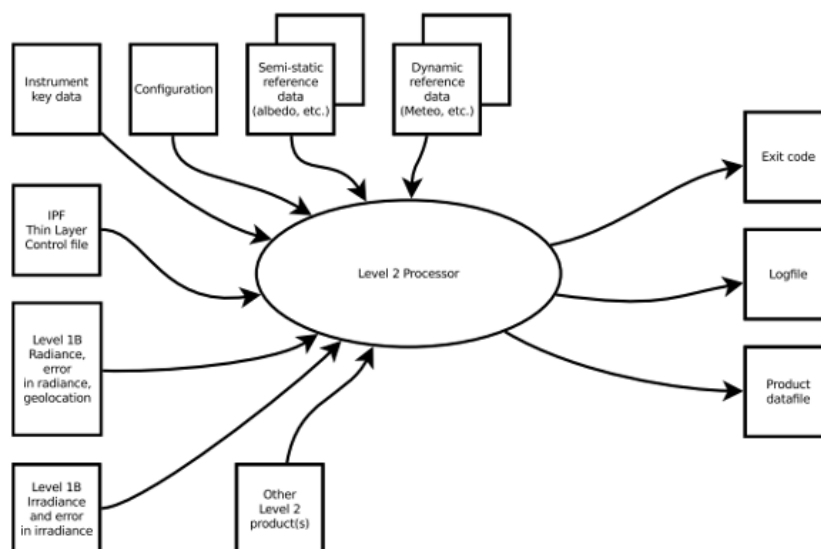 Instrument
key data
Configuration
Semi-static
reference
data
(albedo, etc.)
Dynamic
reference
data
(Meteo, etc.)
Exit code
IPF
Thin Layer
Control file
Level 2 Processor
Logfile
Level 1B
Radiance,
error
in radiance,
geolocation
Product
datafile
Level 1B
Irradiance
and error
in irradiance
Other
Level 2
product(s)